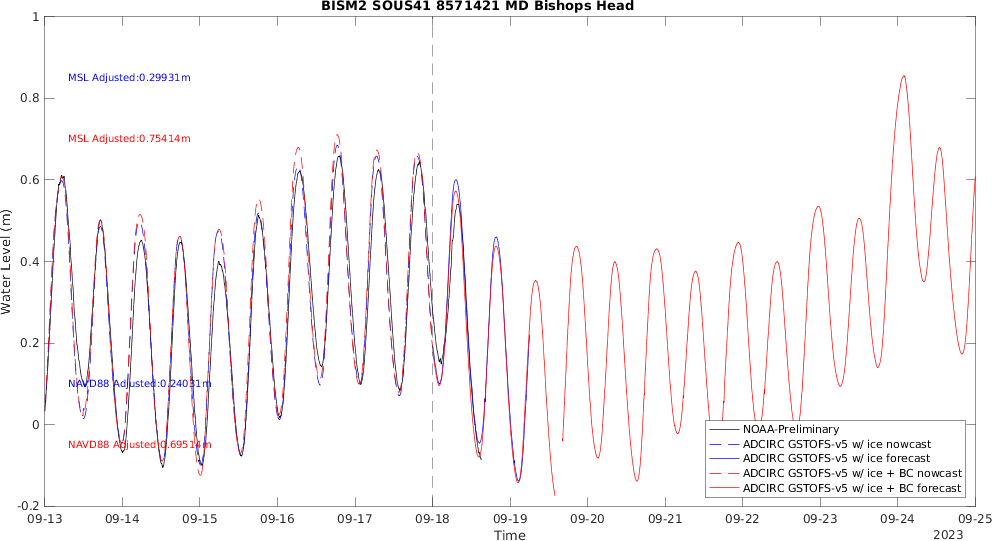 BISM2 SOUS41 8571421 MD Bishops Head
1
0.8
0.6
0.4
0.2
0
-0.2
Water Level (m)
MSL Adjusted:0.29931m
MSL Adjusted:0.75414m
NAVD88 Adjusted:0.24031m
NAVD88 Adjusted:0.69514m
NOAA-Preliminary
ADCIRC GSTOFS-v5 w/ ice nowcast
ADCIRC GSTOFS-v5 w/ ice forecast
ADCIRC GSTOFS-v5 w/ ice + BC nowcast
ADCIRC GSTOFS-v5 w/ ice + BC forecast
09-13 09-14 09-15 09-16 09-17 09-18 09-19 09-20 09-21 09-22 09-23 09-24 09-25
Time
2023